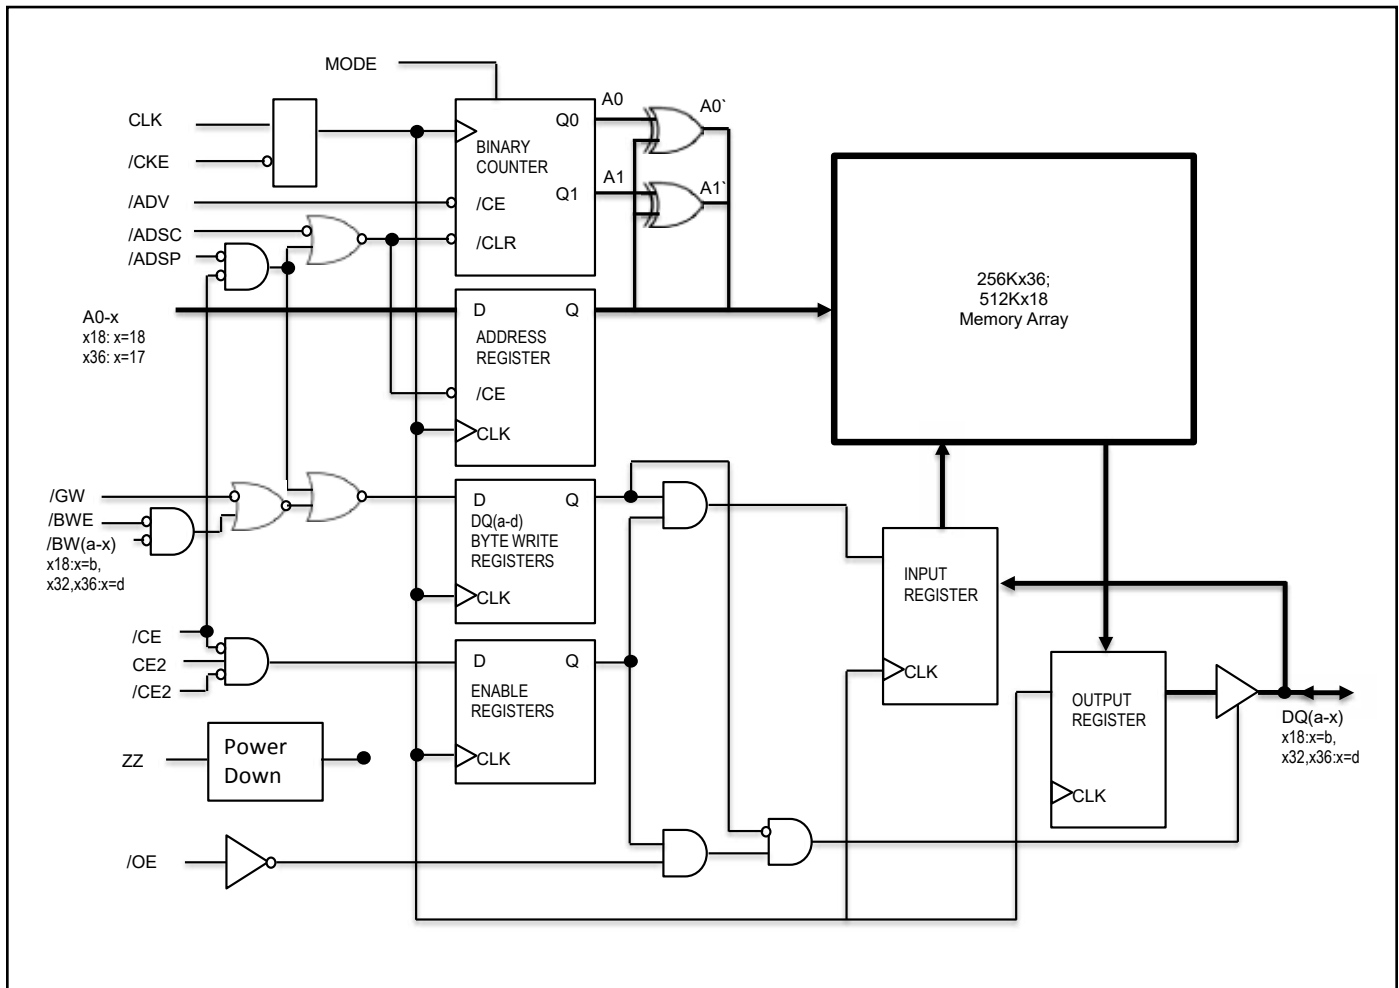 MODE
CLK
/CKE
/ADV
/ADSC
/ADSP
A0-x
x18: x=18
x36: x=17
BINARY
COUNTER
Q0
Q1
/CE
/CLR
A0
A0`
A1
A1`
D
Q
ADDRESS
REGISTER
/CE
CLK
256Kx36;
512Kx18
Memory Array
/GW
/BWE
/BW(a-x)
x18:x=b,
x32,x36:x=d
D
Q
DQ(a-d)
BYTE WRITE
REGISTERS
CLK
INPUT
REGISTER
CLK
/CE
CE2
/CE2
D
Q
ENABLE
REGISTERS
CLK
OUTPUT
REGISTER
CLK
DQ(a-x)
x18:x=b,
x32,x36:x=d
ZZ
Power
Down
/OE